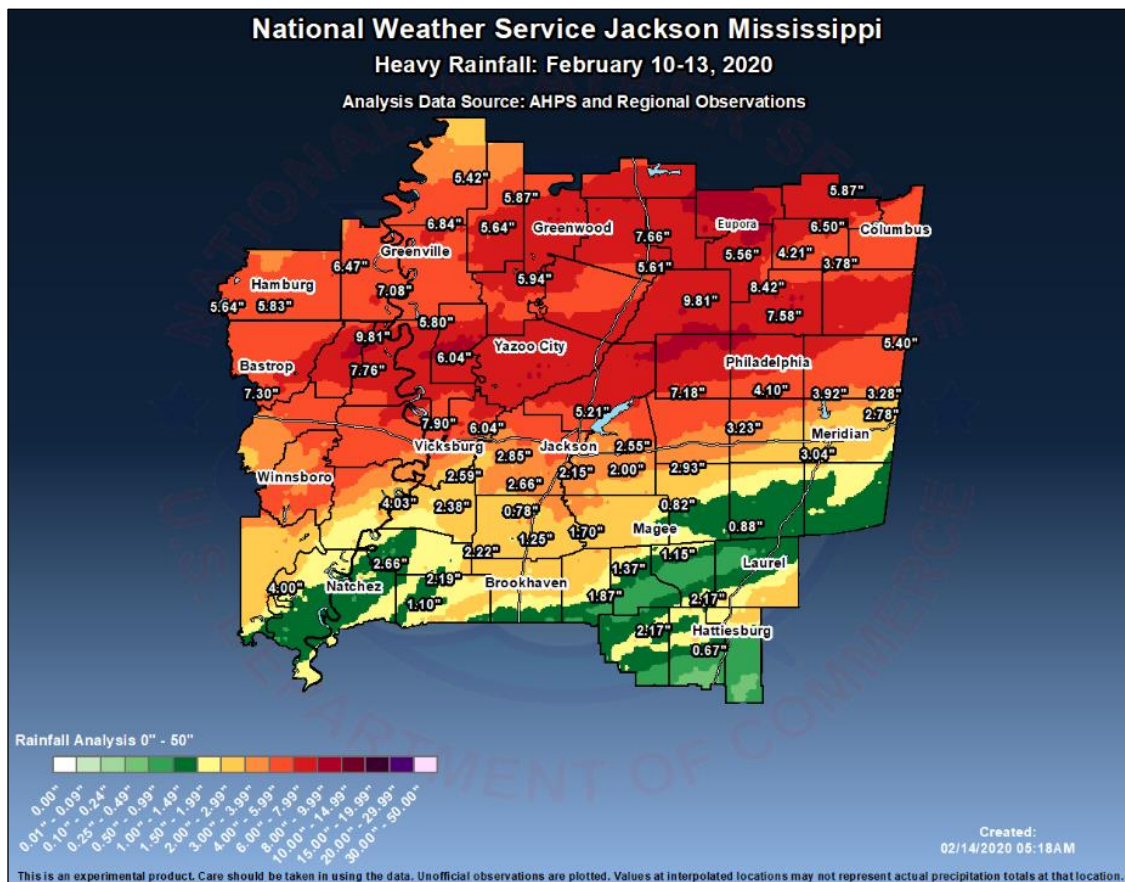 National Weather Service Jackson Mississippi
Heavy Rainfall: February 10-13, 2020
Analysis Data Source: AHPS and Regional Observations
5.42"
5.87"
5.87"
6.84"
5.64"
Greenwood
Eupora
6.50"
Columbus
Greenville
7.66"
5.56"
4.21"
3.78"
6.47"
5.61"
Hamburg
5.94"
7.08"
8.42"
5.64"
5.83"
9.81"
7.58"
5.80"
9.81"
Yazoo City
5.40"
6.04"
Bastrop
7.76"
Philadelphia
7.30"
7.18"
4.10"
3.92"
3.28"
5.21"
2.78"
7.90"
6.04"
3.23"
Meridian
Vicksburg
Jackson
2.55"
2.85"
3.04"
2.15"
2.00"
2.93"
Winnsboro
2.59"
2.66"
4.03"
2.38"
0.78"
0.82"
1.70"
Magee
0.88"
1.25"
2.22"
1.15"
2.66"
1.37"
Laurel
4.00"
Natchez
2.19"
Brookhaven
1.87"
2.17"
1.10"
2.17"
Hattiesburg
0.67"
Rainfall Analysis 0" - 50"
0.00"
0.01" - 0.09"
0.10" - 0.24"
0.25" - 0.49"
0.50" - 0.99"
1.00" - 1.49"
1.50" - 1.99"
2.00" - 2.99"
3.00" - 3.99"
4.00" - 5.99"
6.00" - 7.99"
8.00" - 9.99"
10.00" - 14.99"
15.00" - 19.99"
20.00" - 29.99"
30.00" - 50.00"
Created:
02/14/2020 05:18AM
This is an experimental product. Care should be taken in using the data. Unofficial observations are plotted. Values at interpolated locations may not represent actual precipitation totals at that location.